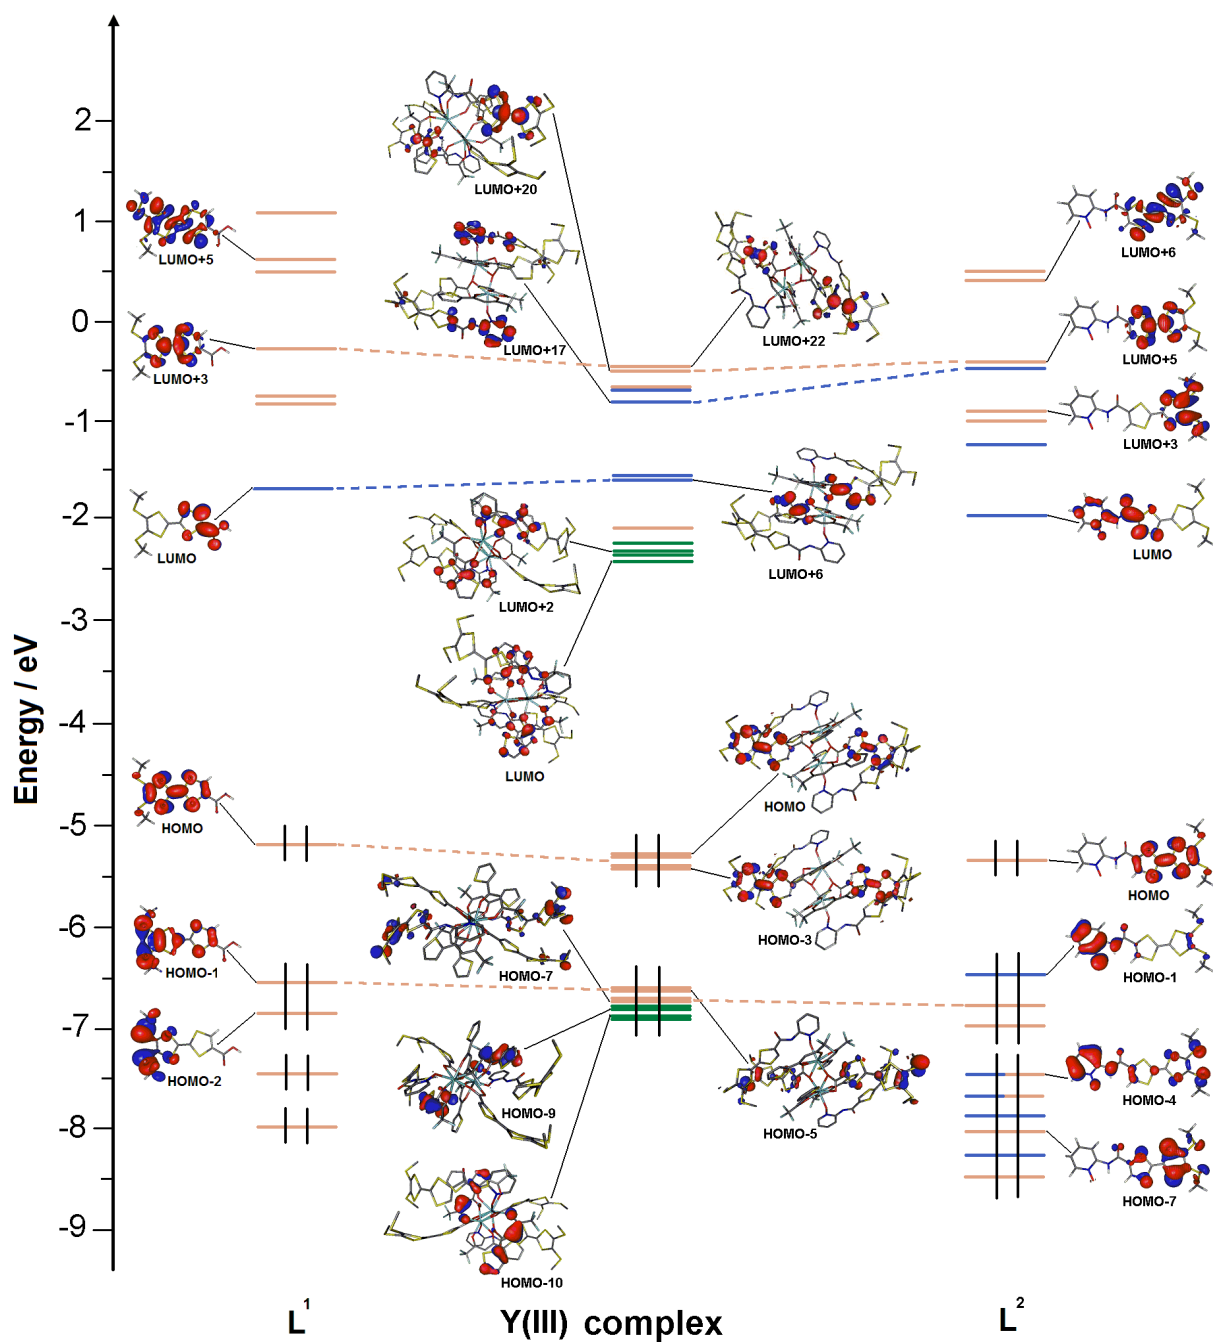 Energy / eV
2
1
0
-1
-2
-3
-4
-5
-6
-7
-8
-9
LUMO+5
LUMO+3
LUMO
HOMO
HOMO-1
HOMO-2
L1
LUMO+20
LUMO+17
LUMO+22
LUMO+6
LUMO+2
LUMO
HOMO
HOMO-3
HOMO-7
HOMO-9
HOMO-5
HOMO-10
Y(III) complex
LUMO+6
LUMO+5
LUMO+3
LUMO
HOMO
HOMO-1
HOMO-4
HOMO-7
L2